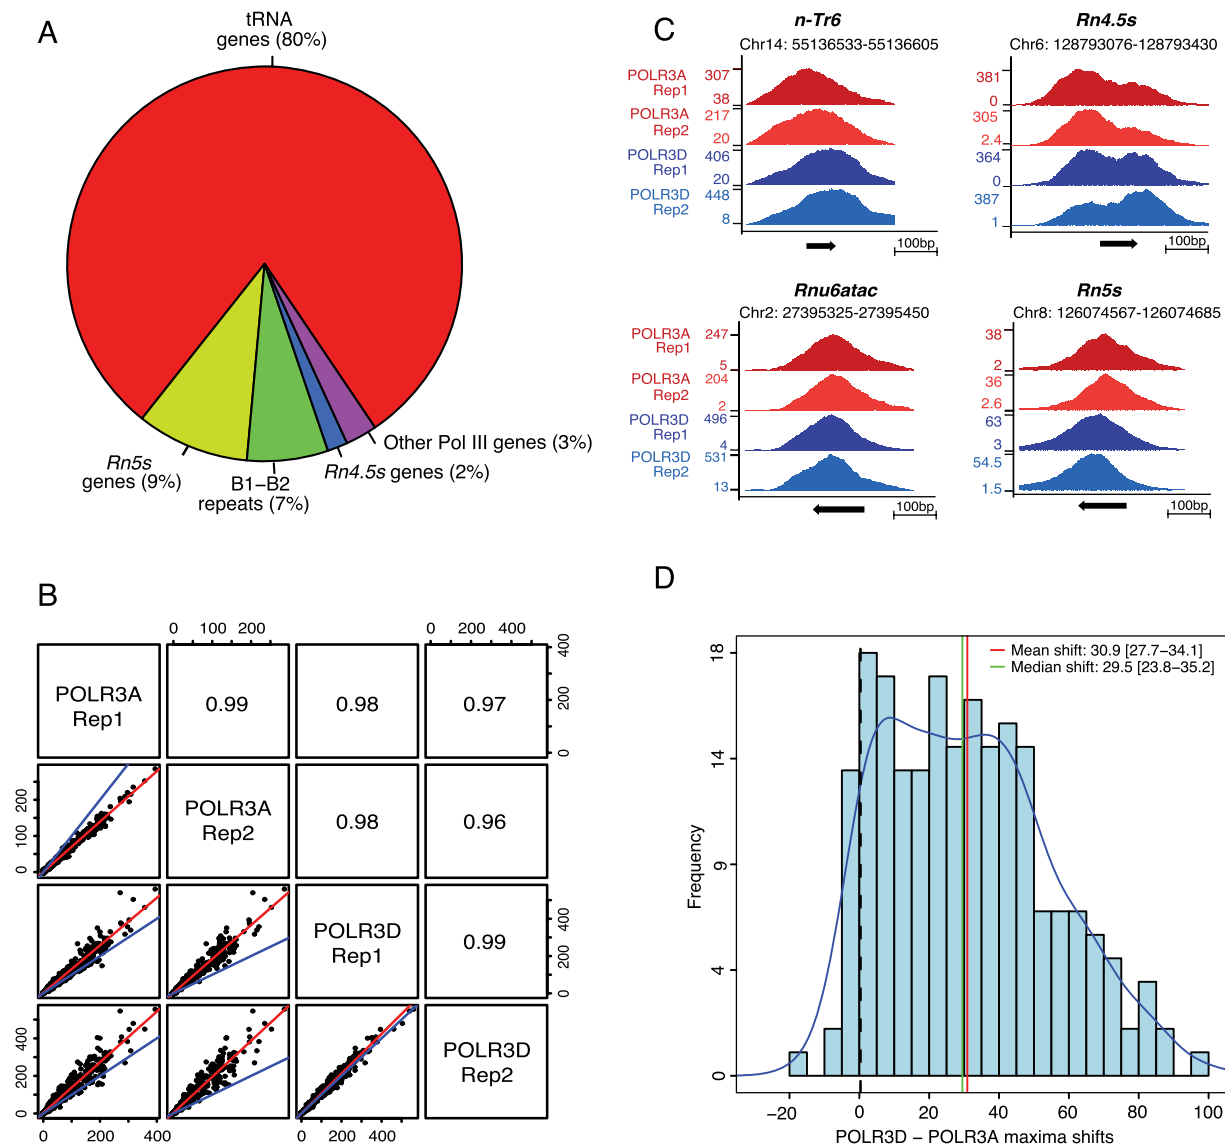 A
tRNA
genes (80%)
Rn5s
genes (9%)
B1–B2
repeats (7%)
Rn4.5s genes (2%)
Other Pol III genes (3%)
C
n-Tr6
Chr14: 55136533-55136605
POLR3A
Rep1
307
38
POLR3A
Rep2
217
20
POLR3D
Rep1
406
20
POLR3D
Rep2
448
8
100bp
Rn4.5s
Chr6: 128793076-128793430
381
0
305
2.4
364
0
387
1
100bp
Rnu6atac
Chr2: 27395325-27395450
POLR3A
Rep1
247
5
POLR3A
Rep2
204
2
POLR3D
Rep1
496
4
POLR3D
Rep2
531
13
100bp
Rn5s
Chr8: 126074567-126074685
38
2
36
2.6
63
3
54.5
1.5
100bp
B
0 100 200
0 200 400
POLR3A
Rep1
0.99
0.98
0.97
0 200 400
0 100 200
POLR3A
Rep2
0.98
0.96
POLR3D
Rep1
0.99
0 200 400
0 200 400
POLR3D
Rep2
0 200 400
0 200 400
D
Mean shift: 30.9 [27.7–34.1]
Median shift: 29.5 [23.8–35.2]
Frequency
18
14
9
4
0
−20 0 20 40 60 80 100
POLR3D − POLR3A maxima shifts